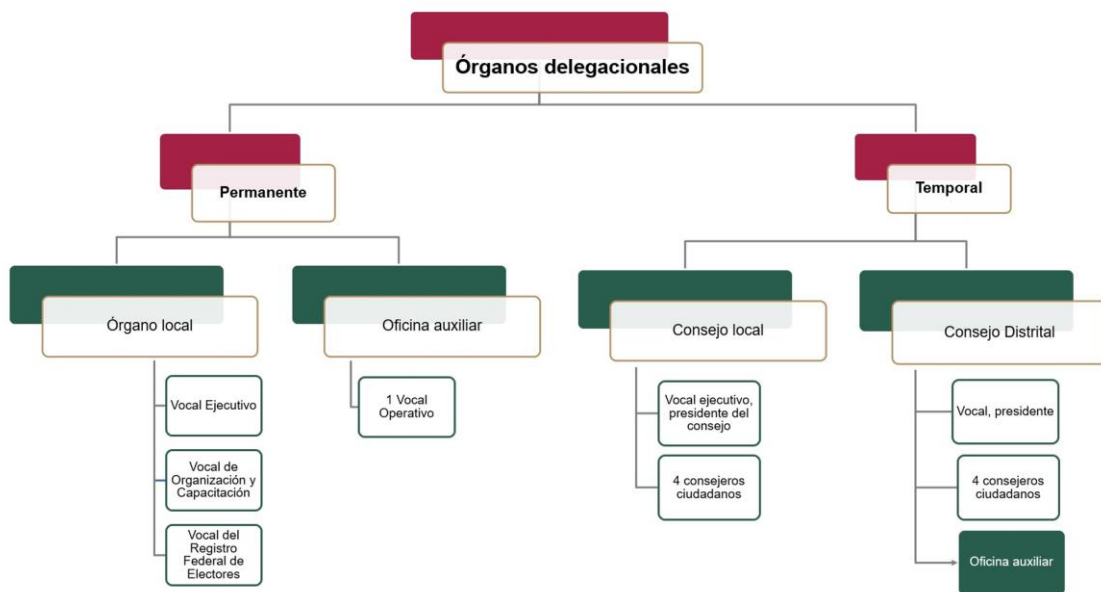 Órganos delegacionales
Permanente
Temporal
Órgano local
Oficina auxiliar
Consejo local
Consejo Distrital
Vocal Ejecutivo
Vocal de
Organización y
Capacitación
Vocal del
Registro
Federal de
Electores
1 Vocal
Operativo
Vocal ejecutivo,
presidente del
consejo
4 consejeros
ciudadanos
Vocal, presidente
4 consejeros
ciudadanos
Oficina auxiliar